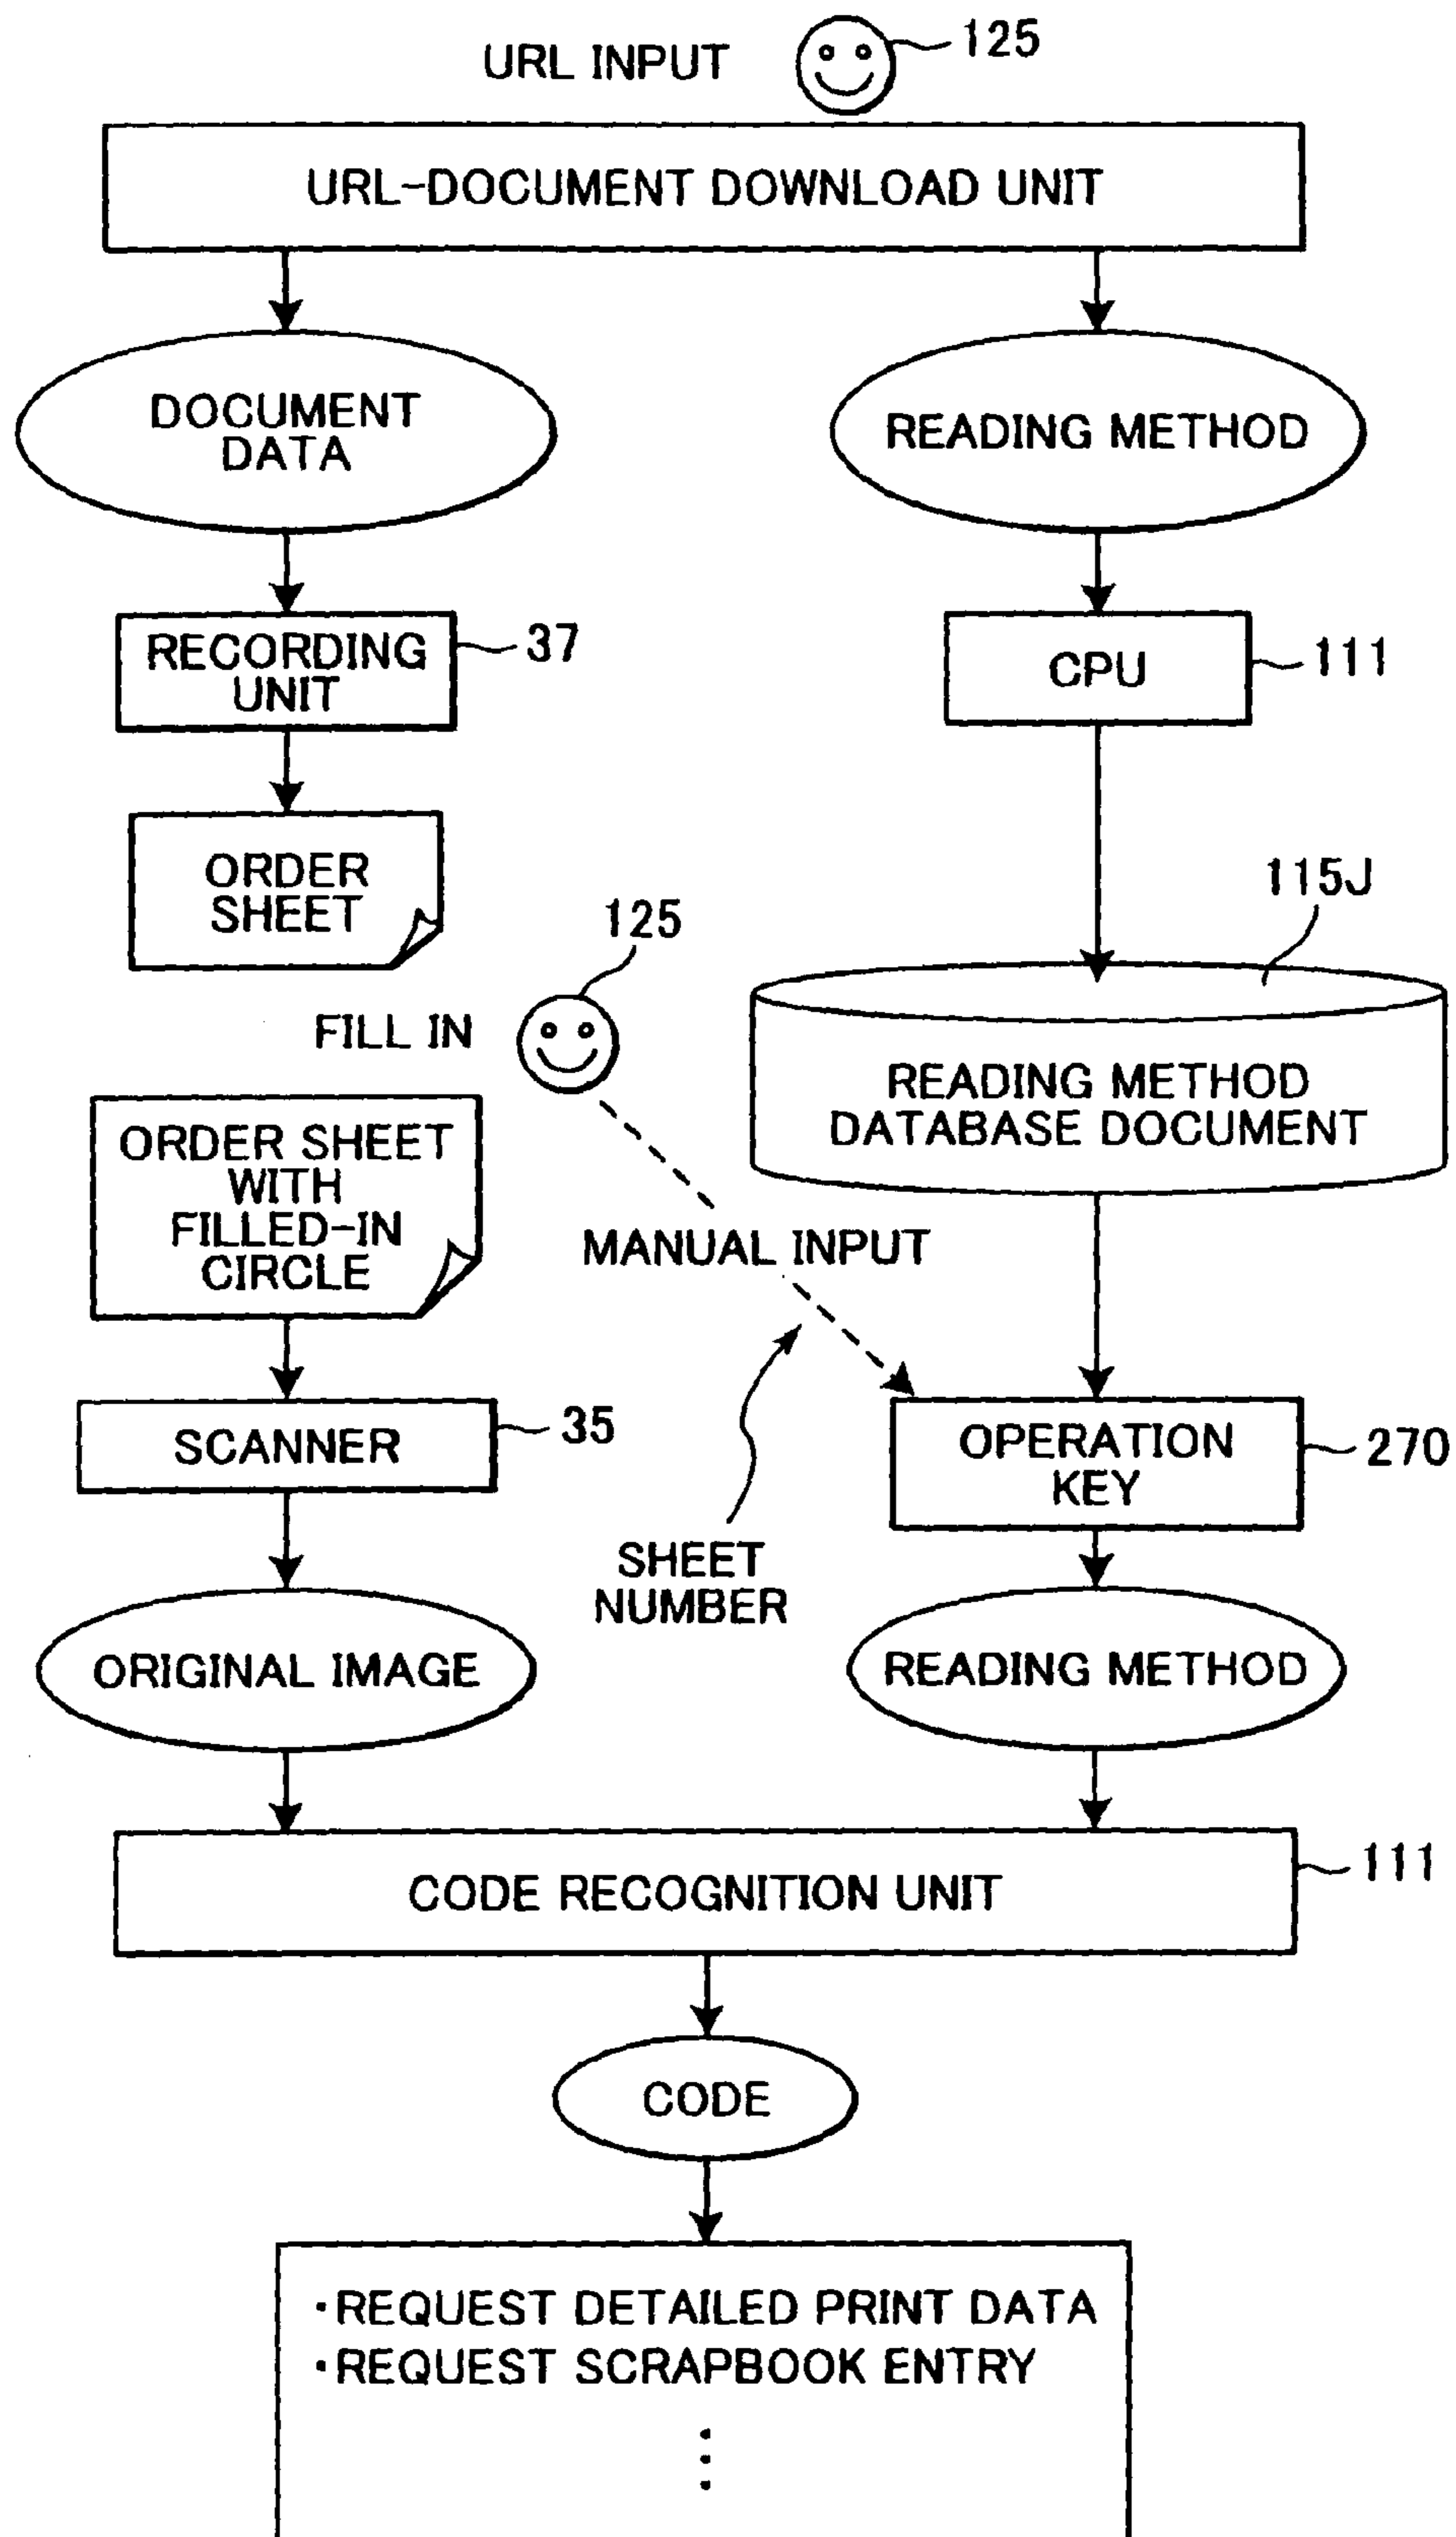 URL INPUT
125
URL-DOCUMENT DOWNLOAD UNIT
DOCUMENT
DATA
READING METHOD
RECORDING
UNIT
37
CPU
111
ORDER
SHEET
115J
125
FILL IN
READING METHOD
DATABASE DOCUMENT
ORDER SHEET
WITH
FILLED-IN
CIRCLE
MANUAL INPUT
SCANNER
35
OPERATION
KEY
270
SHEET
NUMBER
ORIGINAL IMAGE
READING METHOD
CODE RECOGNITION UNIT
111
CODE
·REQUEST DETAILED PRINT DATA
·REQUEST SCRAPBOOK ENTRY